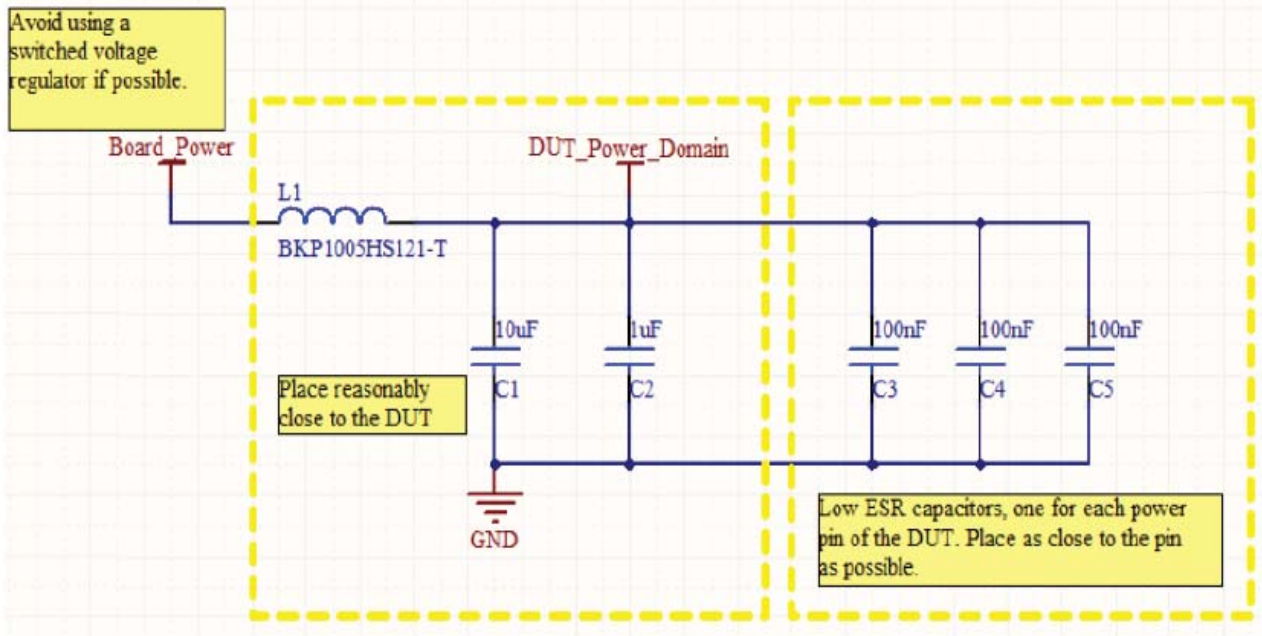 Avoid using a
switched voltage
regulator if possible.
Board_Power
DUT_Power_Domain
L1
BKP1005HS121-T
10uF
1uF
100nF
100nF
100nF
C1
C2
C3
C4
C5
Place reasonably
close to the DUT
GND
Low ESR capacitors, one for each power
pin of the DUT. Place as close to the pin
as possible.